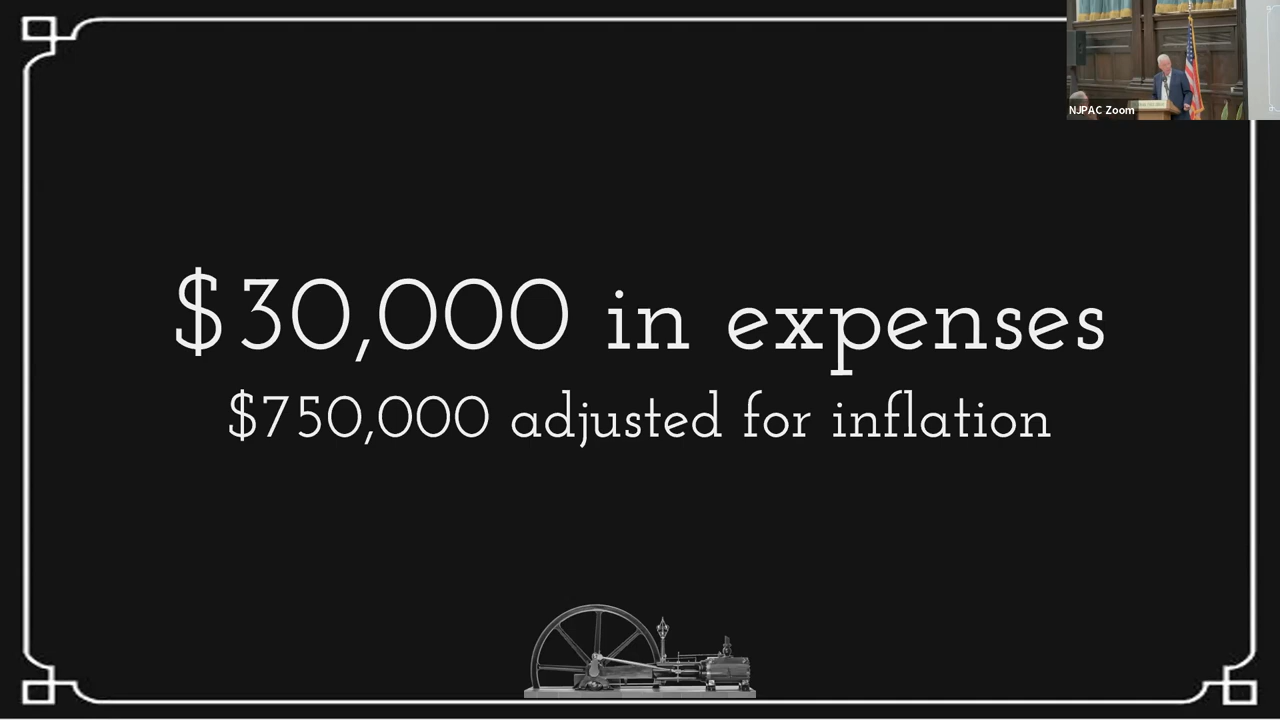 $30,000 in expenses
$750,000 adjusted for inflation
NJPAC Zoom